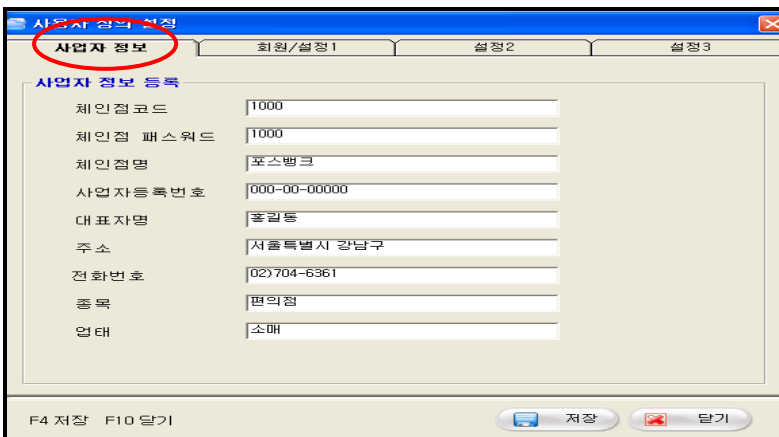 사용자 정의 설정
사업자 정보 회원/설정1 설정2 설정3
사업자 정보 등록
체인점코드 1000
체인점 패스워드 1000
체인점명 포스뱅크
사업자등록번호 000-00-00000
대표자명 홍길동
주소 서울특별시 강남구
전화번호 02)704-6361
종목 편의점
업태 소매
F4 저장 F10 닫기 저장 닫기